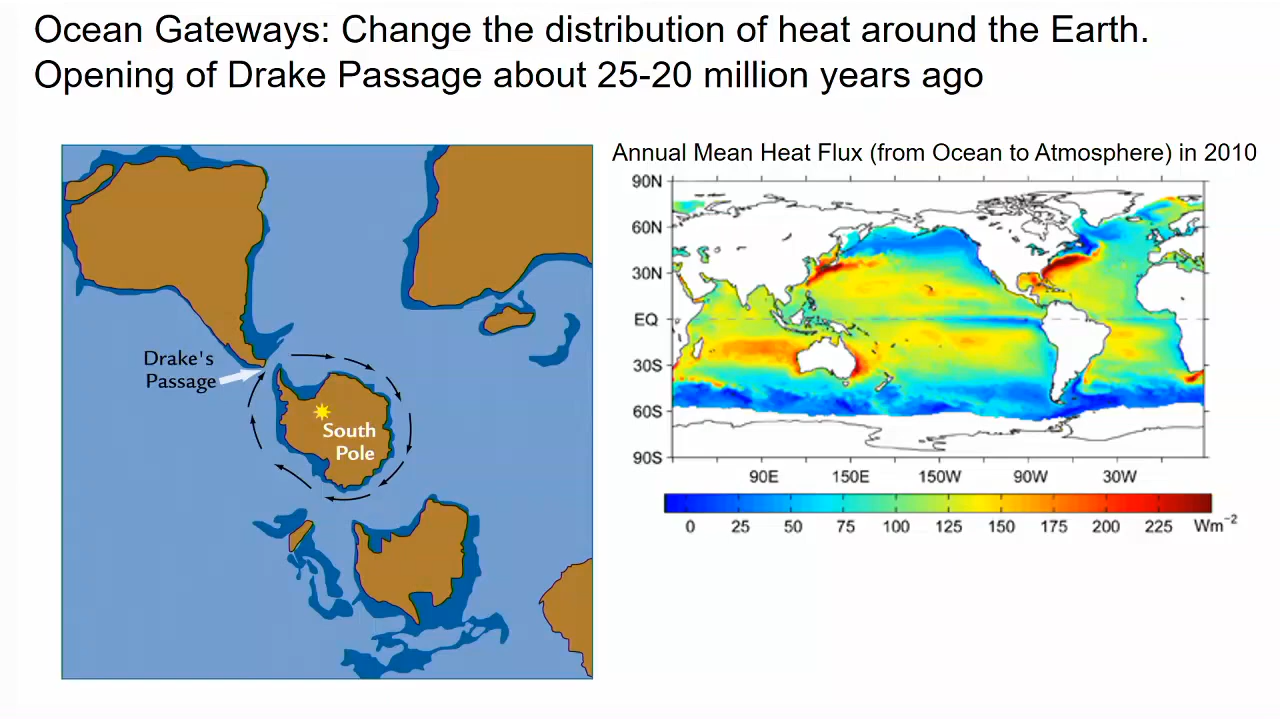 Ocean Gateways: Change the distribution of heat around the Earth.
Opening of Drake Passage about 25-20 million years ago
Drake's
Passage
South
Pole
Annual Mean Heat Flux (from Ocean to Atmosphere) in 2010
90N
60N
30N
EQ
30S
60S
90S
90E 150E 150W 90W 30W
0 25 50 75 100 125 150 175 200 225 Wm⁻²